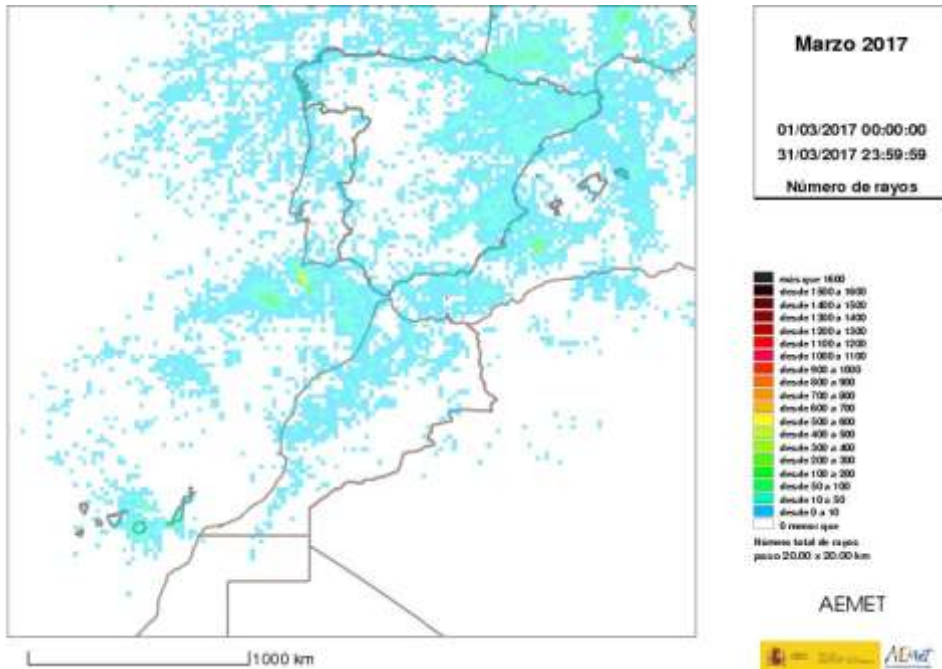 Marzo 2017
01/03/2017 00:00:00
31/03/2017 23:59:59
Número de rayos
más que 1600
desde 1500 a 1600
desde 1400 a 1500
desde 1300 a 1400
desde 1200 a 1300
desde 1100 a 1200
desde 1000 a 1100
desde 900 a 1000
desde 800 a 900
desde 700 a 800
desde 600 a 700
desde 500 a 600
desde 400 a 500
desde 300 a 400
desde 200 a 300
desde 100 a 200
desde 50 a 100
desde 10 a 50
desde 0 a 10
0 menor que
Número total de rayos
paso 20.00 x 20.00 km
AEMET
1000 km
AEmet